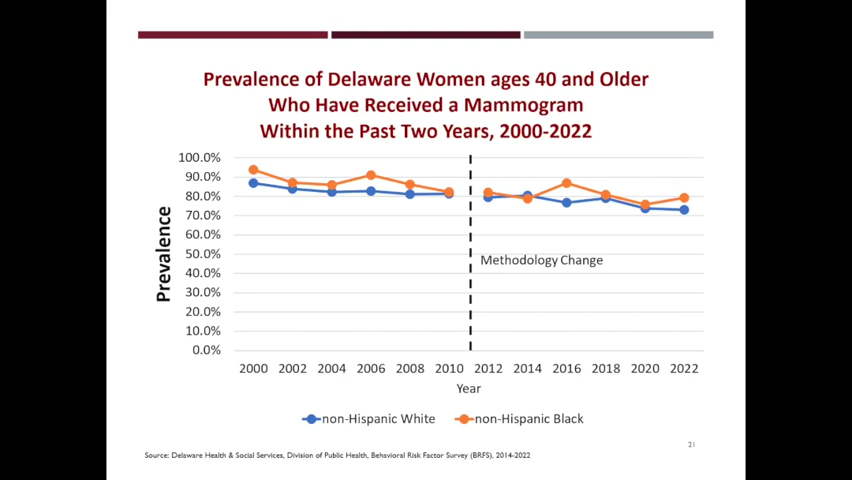 Prevalence of Delaware Women ages 40 and Older
Who Have Received a Mammogram
Within the Past Two Years, 2000-2022
100.0%
90.0%
80.0%
70.0%
60.0%
50.0%
40.0%
30.0%
20.0%
10.0%
0.0%
Prevalence
Methodology Change
2000 2002 2004 2006 2008 2010 2012 2014 2016 2018 2020 2022
Year
non-Hispanic White non-Hispanic Black
21
Source: Delaware Health & Social Services, Division of Public Health, Behavioral Risk Factor Survey (BRFS), 2014-2022